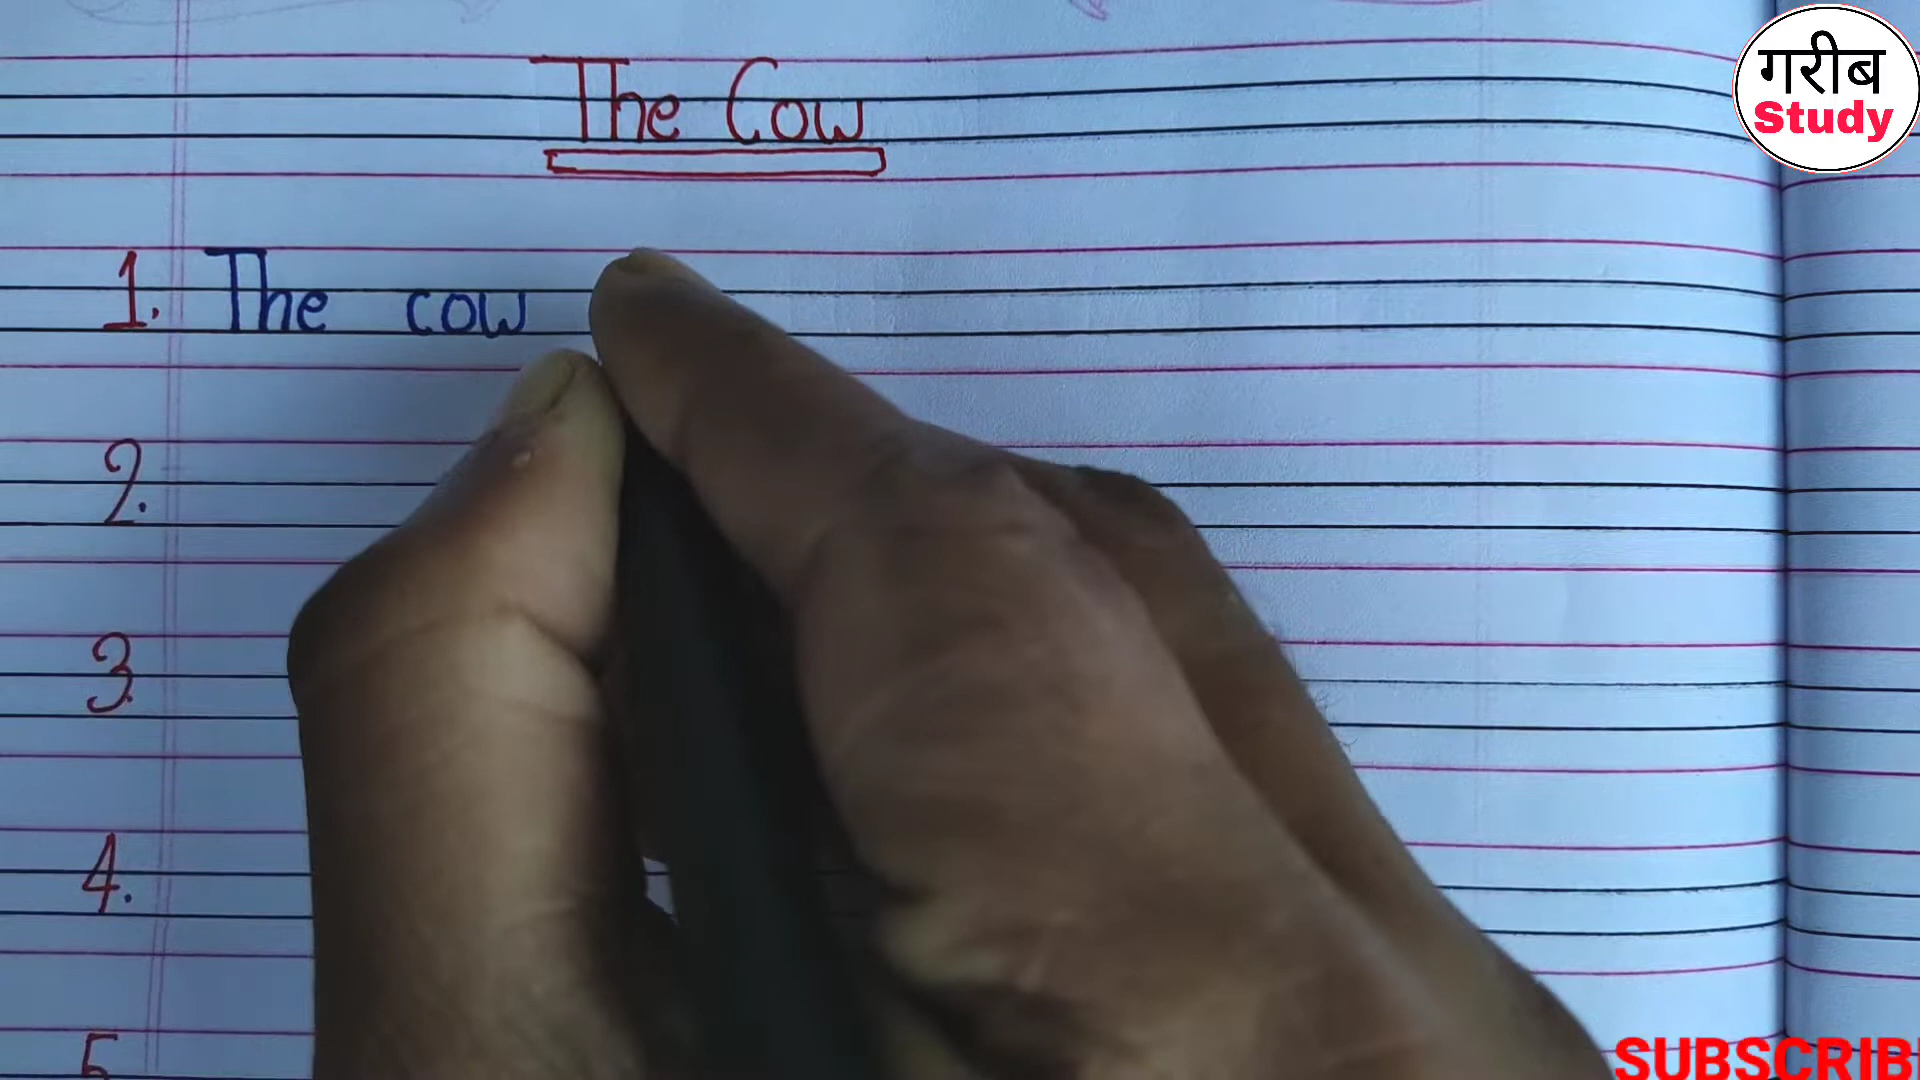 The Cow
गरीब
Study
1. The cow
2.
3.
4.
5
SUBSCRIB